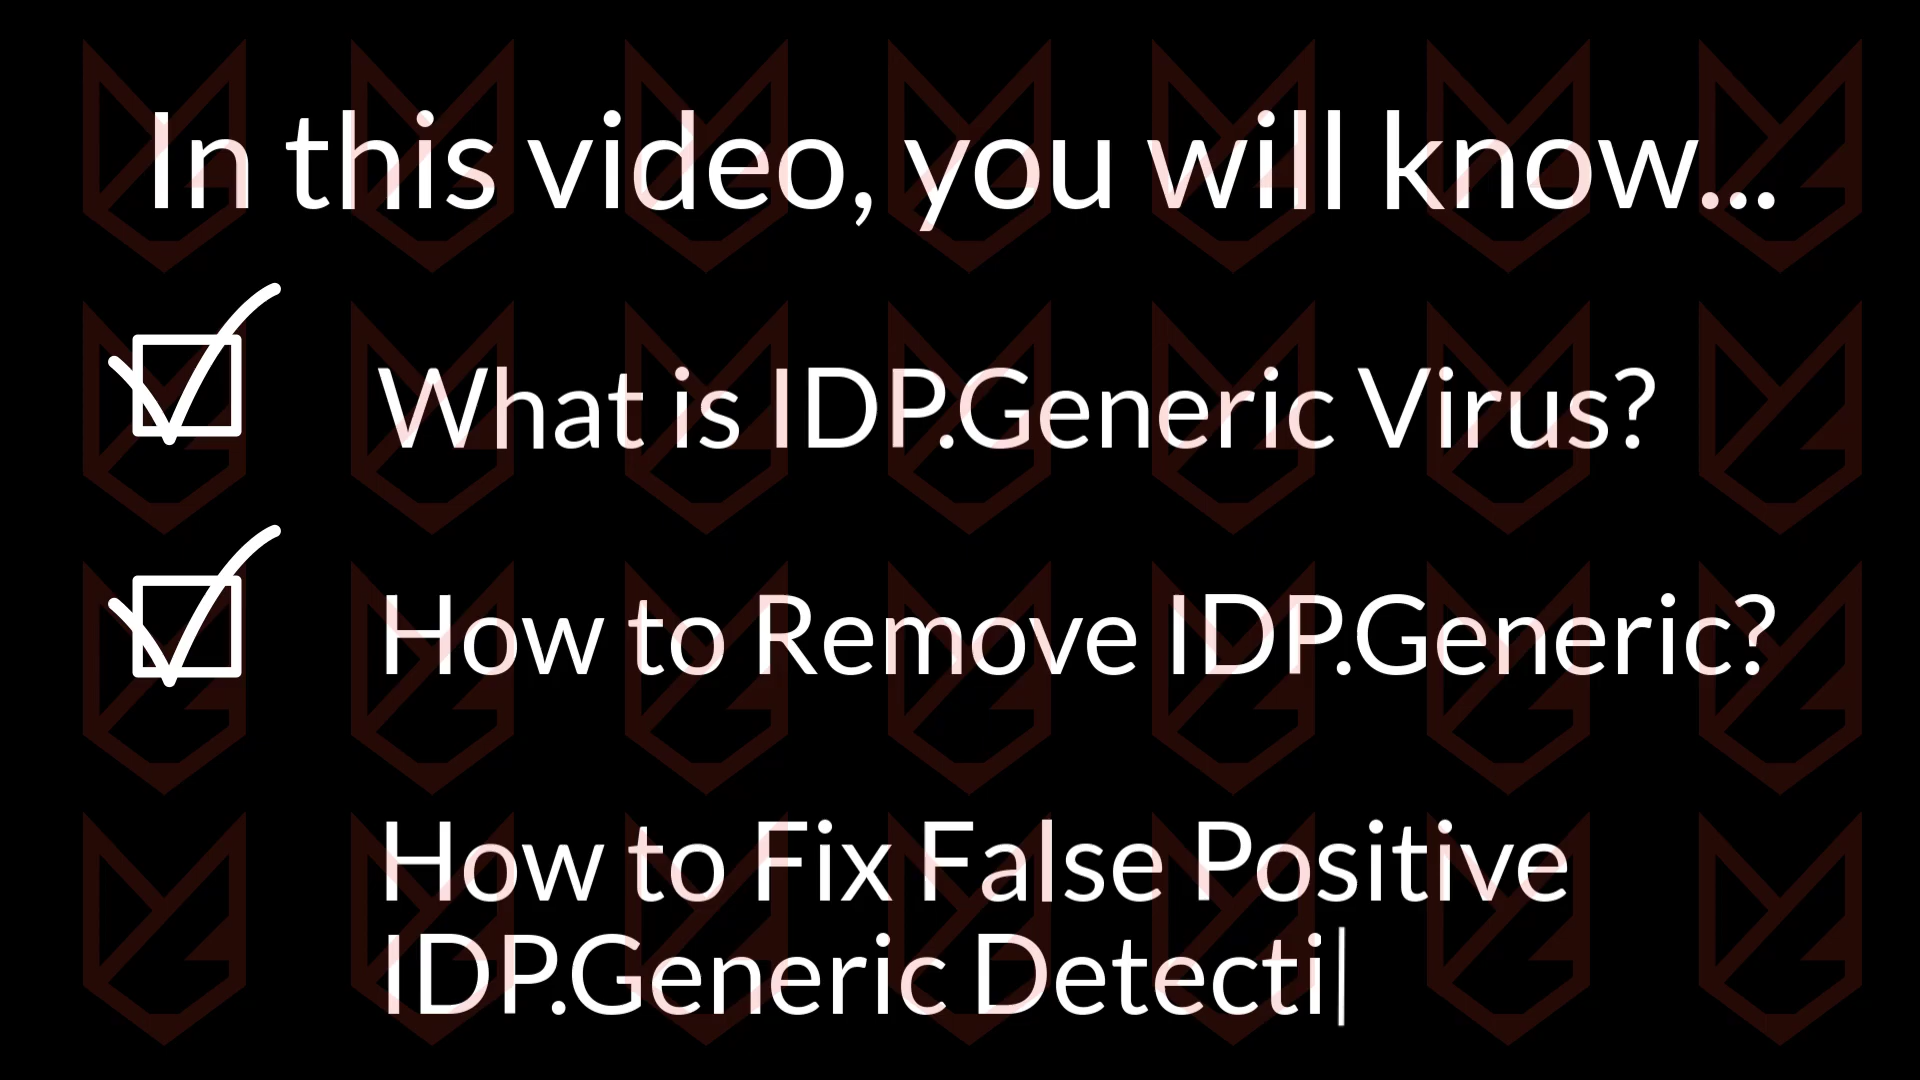 In this video, you will know...
What is IDP.Generic Virus?
How to Remove IDP.Generic?
How to Fix False Positive
IDP.Generic Detecti